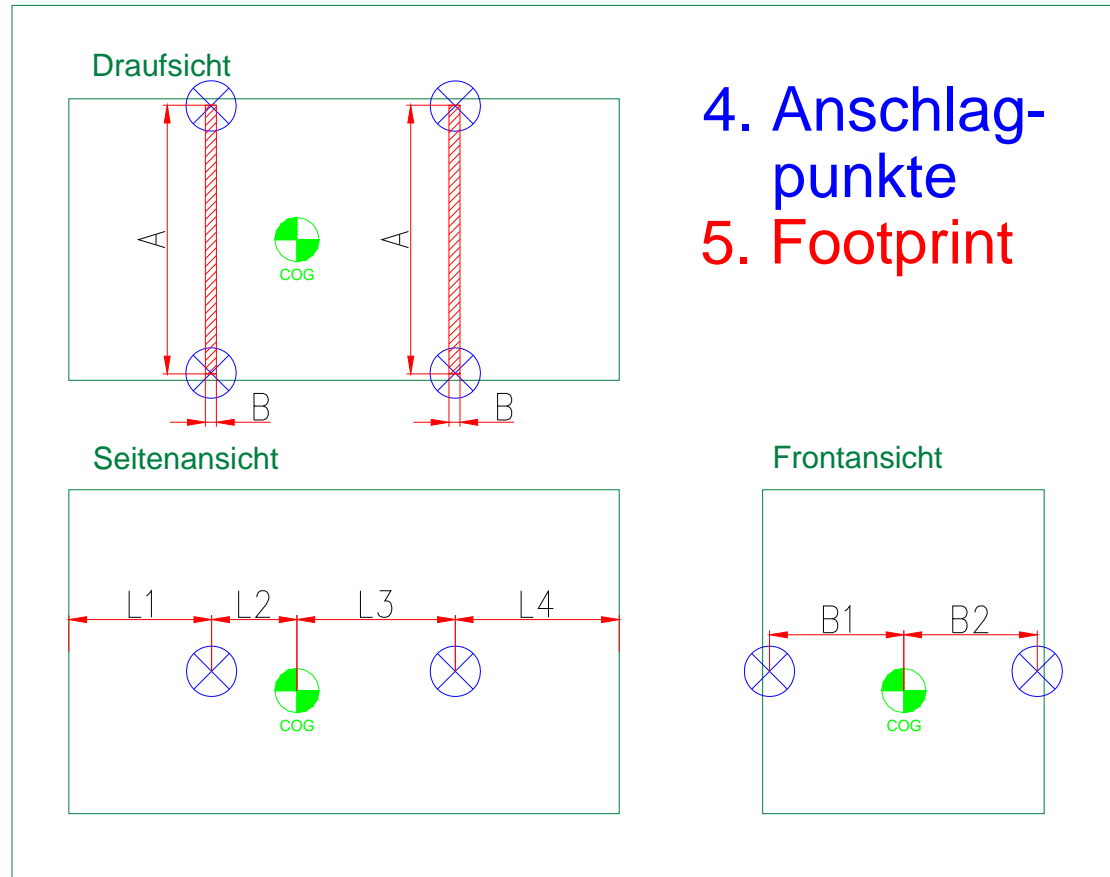 Draufsicht
4. Anschlag-
punkte
5. Footprint
A
A
COG
B
B
Seitenansicht
Frontansicht
L1
L2
L3
L4
B1
B2
COG
COG